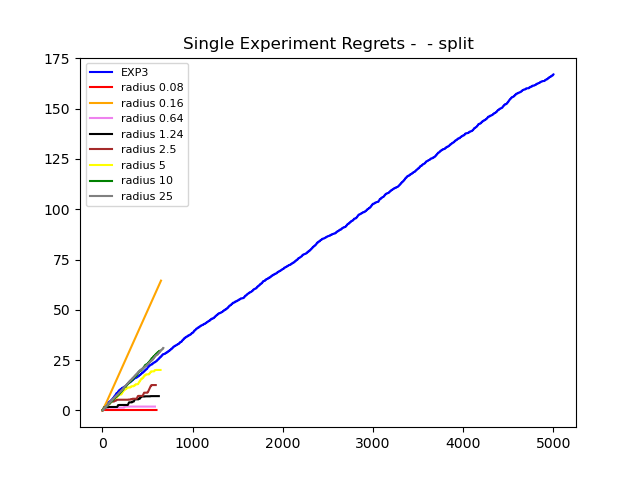 Single Experiment Regrets -  - split
175
150
125
100
75
50
25
0
EXP3
radius 0.08
radius 0.16
radius 0.64
radius 1.24
radius 2.5
radius 5
radius 10
radius 25
0 1000 2000 3000 4000 5000